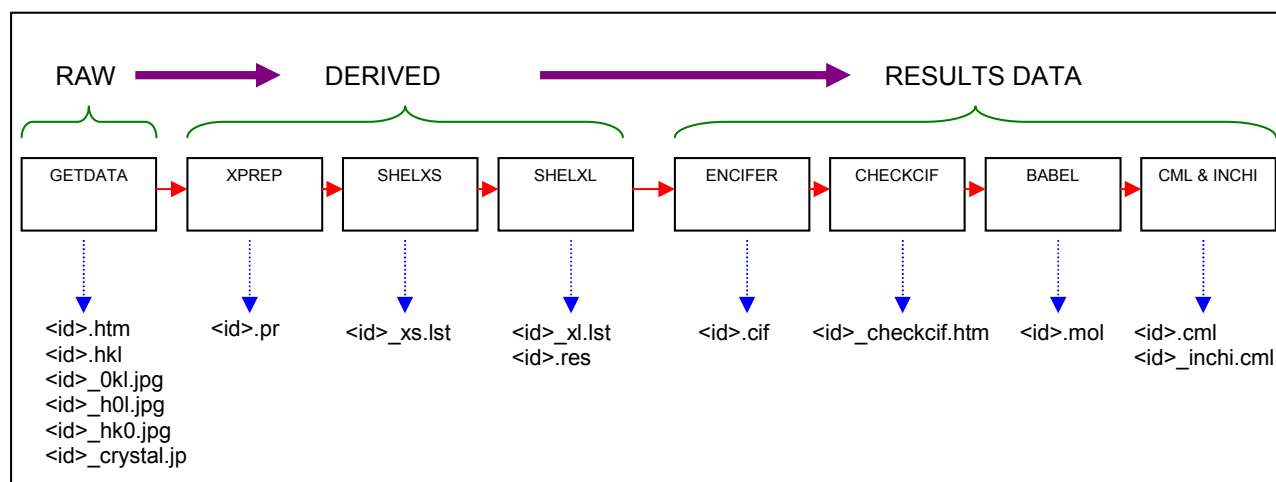 RAW
DERIVED
RESULTS DATA
GETDATA
XPREP
SHELXS
SHELXL
ENCIFER
CHECKCIF
BABEL
CML & INCHI
<id>.htm
<id>.hkl
<id>_0kl.jpg
<id>_h0l.jpg
<id>_hk0.jpg
<id>_crystal.jp
<id>.pr
<id>_xs.lst
<id>_xl.lst
<id>.res
<id>.cif
<id>_checkcif.htm
<id>.mol
<id>.cml
<id>_inchi.cml